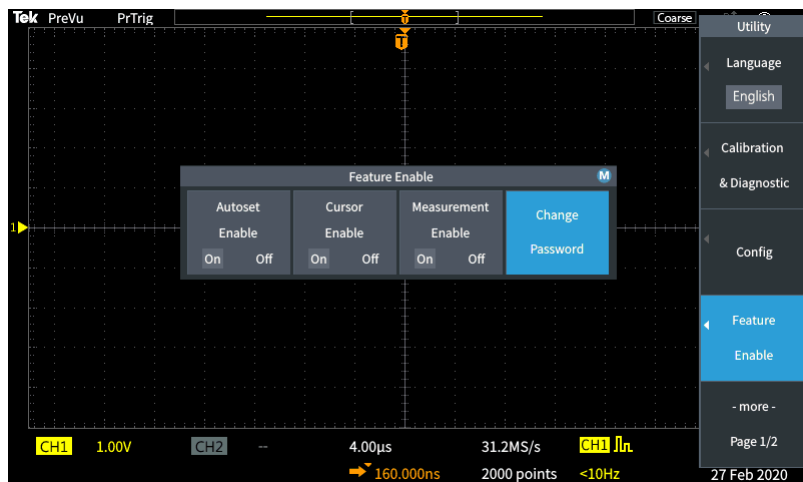 Tek PreVu PrTrig Coarse
T
T
Utility
Language
English
Calibration
& Diagnostic
Config
Feature
Enable
- more -
Page 1/2
Feature Enable M
Autoset
Enable
On Off
Cursor
Enable
On Off
Measurement
Enable
On Off
Change
Password
1
CH1 1.00V CH2 -- 4.00µs 31.2MS/s CH1
160.000ns 2000 points <10Hz 27 Feb 2020